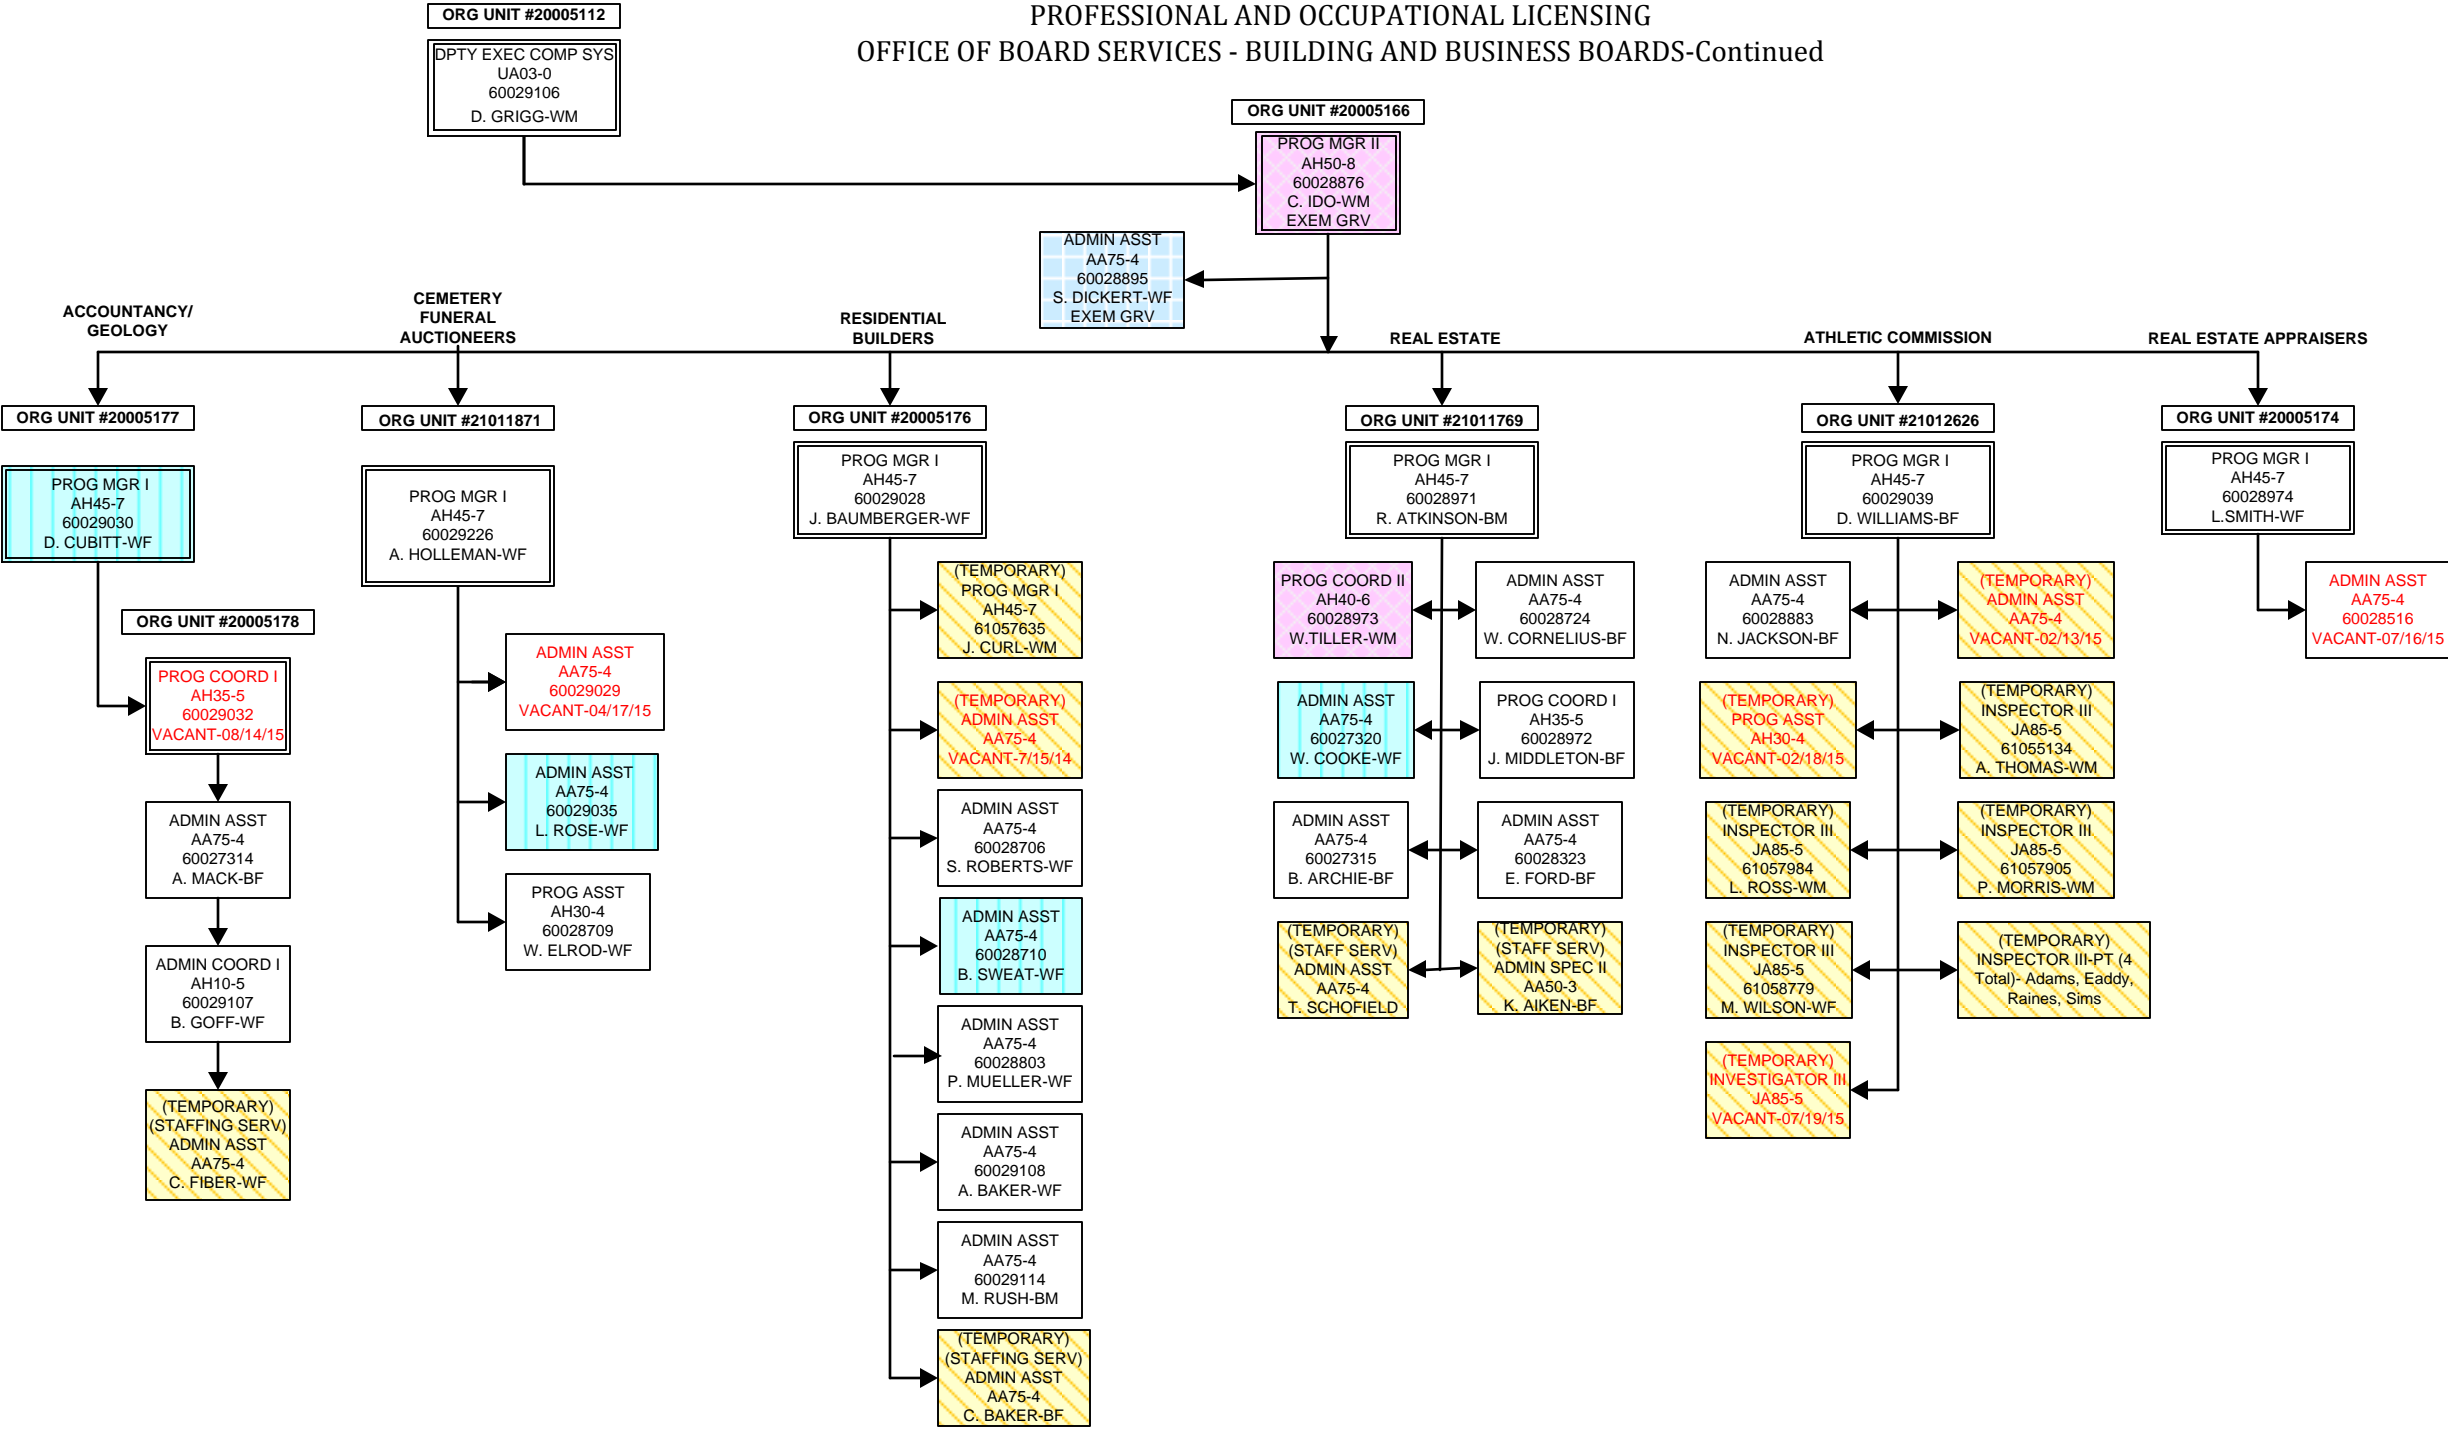 PROFESSIONAL AND OCCUPATIONAL LICENSING
OFFICE OF BOARD SERVICES - BUILDING AND BUSINESS BOARDS-Continued
ORG UNIT #20005112
DPTY EXEC COMP SYS
UA03-0
60029106
D. GRIGG-WM
ORG UNIT #20005166
PROG MGR II
AH50-8
60028876
C. IDO-WM
EXEM GRV
ADMIN ASST
AA75-4
60028895
S. DICKERT-WF
EXEM GRV
ACCOUNTANCY/
GEOLOGY
ORG UNIT #20005177
PROG MGR I
AH45-7
60029030
D. CUBITT-WF
ORG UNIT #20005178
PROG COORD I
AH35-5
60029032
VACANT-08/14/15
ADMIN ASST
AA75-4
60027314
A. MACK-BF
ADMIN COORD I
AH10-5
60029107
B. GOFF-WF
(TEMPORARY)
(STAFFING SERV)
ADMIN ASST
AA75-4
C. FIBER-WF
CEMETERY
FUNERAL
AUCTIONEERS
ORG UNIT #21011871
PROG MGR I
AH45-7
60029226
A. HOLLEMAN-WF
ADMIN ASST
AA75-4
60029029
VACANT-04/17/15
ADMIN ASST
AA75-4
60029035
L. ROSE-WF
PROG ASST
AH30-4
60028709
W. ELROD-WF
RESIDENTIAL
BUILDERS
ORG UNIT #20005176
PROG MGR I
AH45-7
60029028
J. BAUMBERGER-WF
(TEMPORARY)
PROG MGR I
AH45-7
61057635
J. CURL-WM
(TEMPORARY)
ADMIN ASST
AA75-4
VACANT-7/15/14
ADMIN ASST
AA75-4
60028706
S. ROBERTS-WF
ADMIN ASST
AA75-4
60028710
B. SWEAT-WF
ADMIN ASST
AA75-4
60028803
P. MUELLER-WF
ADMIN ASST
AA75-4
60029108
A. BAKER-WF
ADMIN ASST
AA75-4
60029114
M. RUSH-BM
(TEMPORARY)
(STAFFING SERV)
ADMIN ASST
AA75-4
C. BAKER-BF
REAL ESTATE
ORG UNIT #21011769
PROG MGR I
AH45-7
60028971
R. ATKINSON-BM
PROG COORD II
AH40-6
60028973
W.TILLER-WM
ADMIN ASST
AA75-4
60028724
W. CORNELIUS-BF
ADMIN ASST
AA75-4
60027320
W. COOKE-WF
PROG COORD I
AH35-5
60028972
J. MIDDLETON-BF
ADMIN ASST
AA75-4
60027315
B. ARCHIE-BF
ADMIN ASST
AA75-4
60028323
E. FORD-BF
(TEMPORARY)
(STAFF SERV)
ADMIN ASST
AA75-4
T. SCHOFIELD
(TEMPORARY)
(STAFF SERV)
ADMIN SPEC II
AA50-3
K. AIKEN-BF
ATHLETIC COMMISSION
ORG UNIT #21012626
PROG MGR I
AH45-7
60029039
D. WILLIAMS-BF
ADMIN ASST
AA75-4
60028883
N. JACKSON-BF
(TEMPORARY)
ADMIN ASST
AA75-4
VACANT-02/13/15
(TEMPORARY)
PROG ASST
AH30-4
VACANT-02/18/15
(TEMPORARY)
INSPECTOR III
JA85-5
61055134
A. THOMAS-WM
(TEMPORARY)
INSPECTOR III
JA85-5
61057984
L. ROSS-WM
(TEMPORARY)
INSPECTOR III
JA85-5
61057905
P. MORRIS-WM
(TEMPORARY)
INSPECTOR III
JA85-5
61058779
M. WILSON-WF
(TEMPORARY)
INSPECTOR III-PT (4
Total)- Adams, Eaddy,
Raines, Sims
(TEMPORARY)
INVESTIGATOR III
JA85-5
VACANT-07/19/15
REAL ESTATE APPRAISERS
ORG UNIT #20005174
PROG MGR I
AH45-7
60028974
L.SMITH-WF
ADMIN ASST
AA75-4
60028516
VACANT-07/16/15